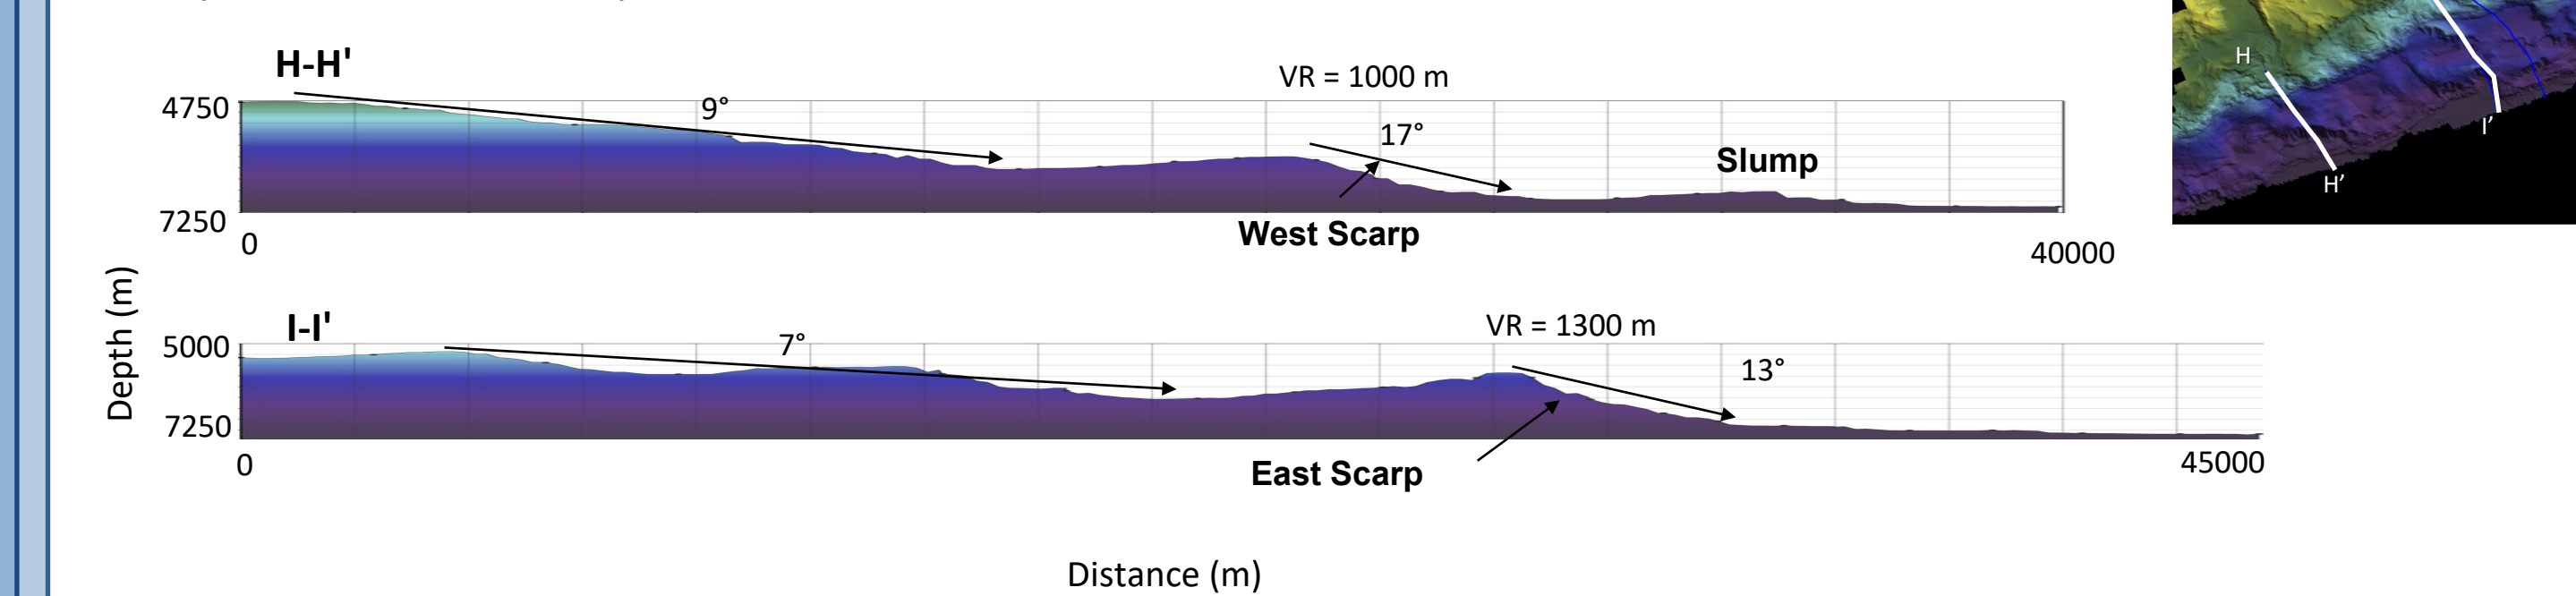 H-H'
VR = 1000 m
4750
9°
17°
Slump
7250
0
West Scarp
40000
Depth (m)
I-I'
VR = 1300 m
5000
7°
13°
7250
0
East Scarp
45000
Distance (m)
H
I’
H’